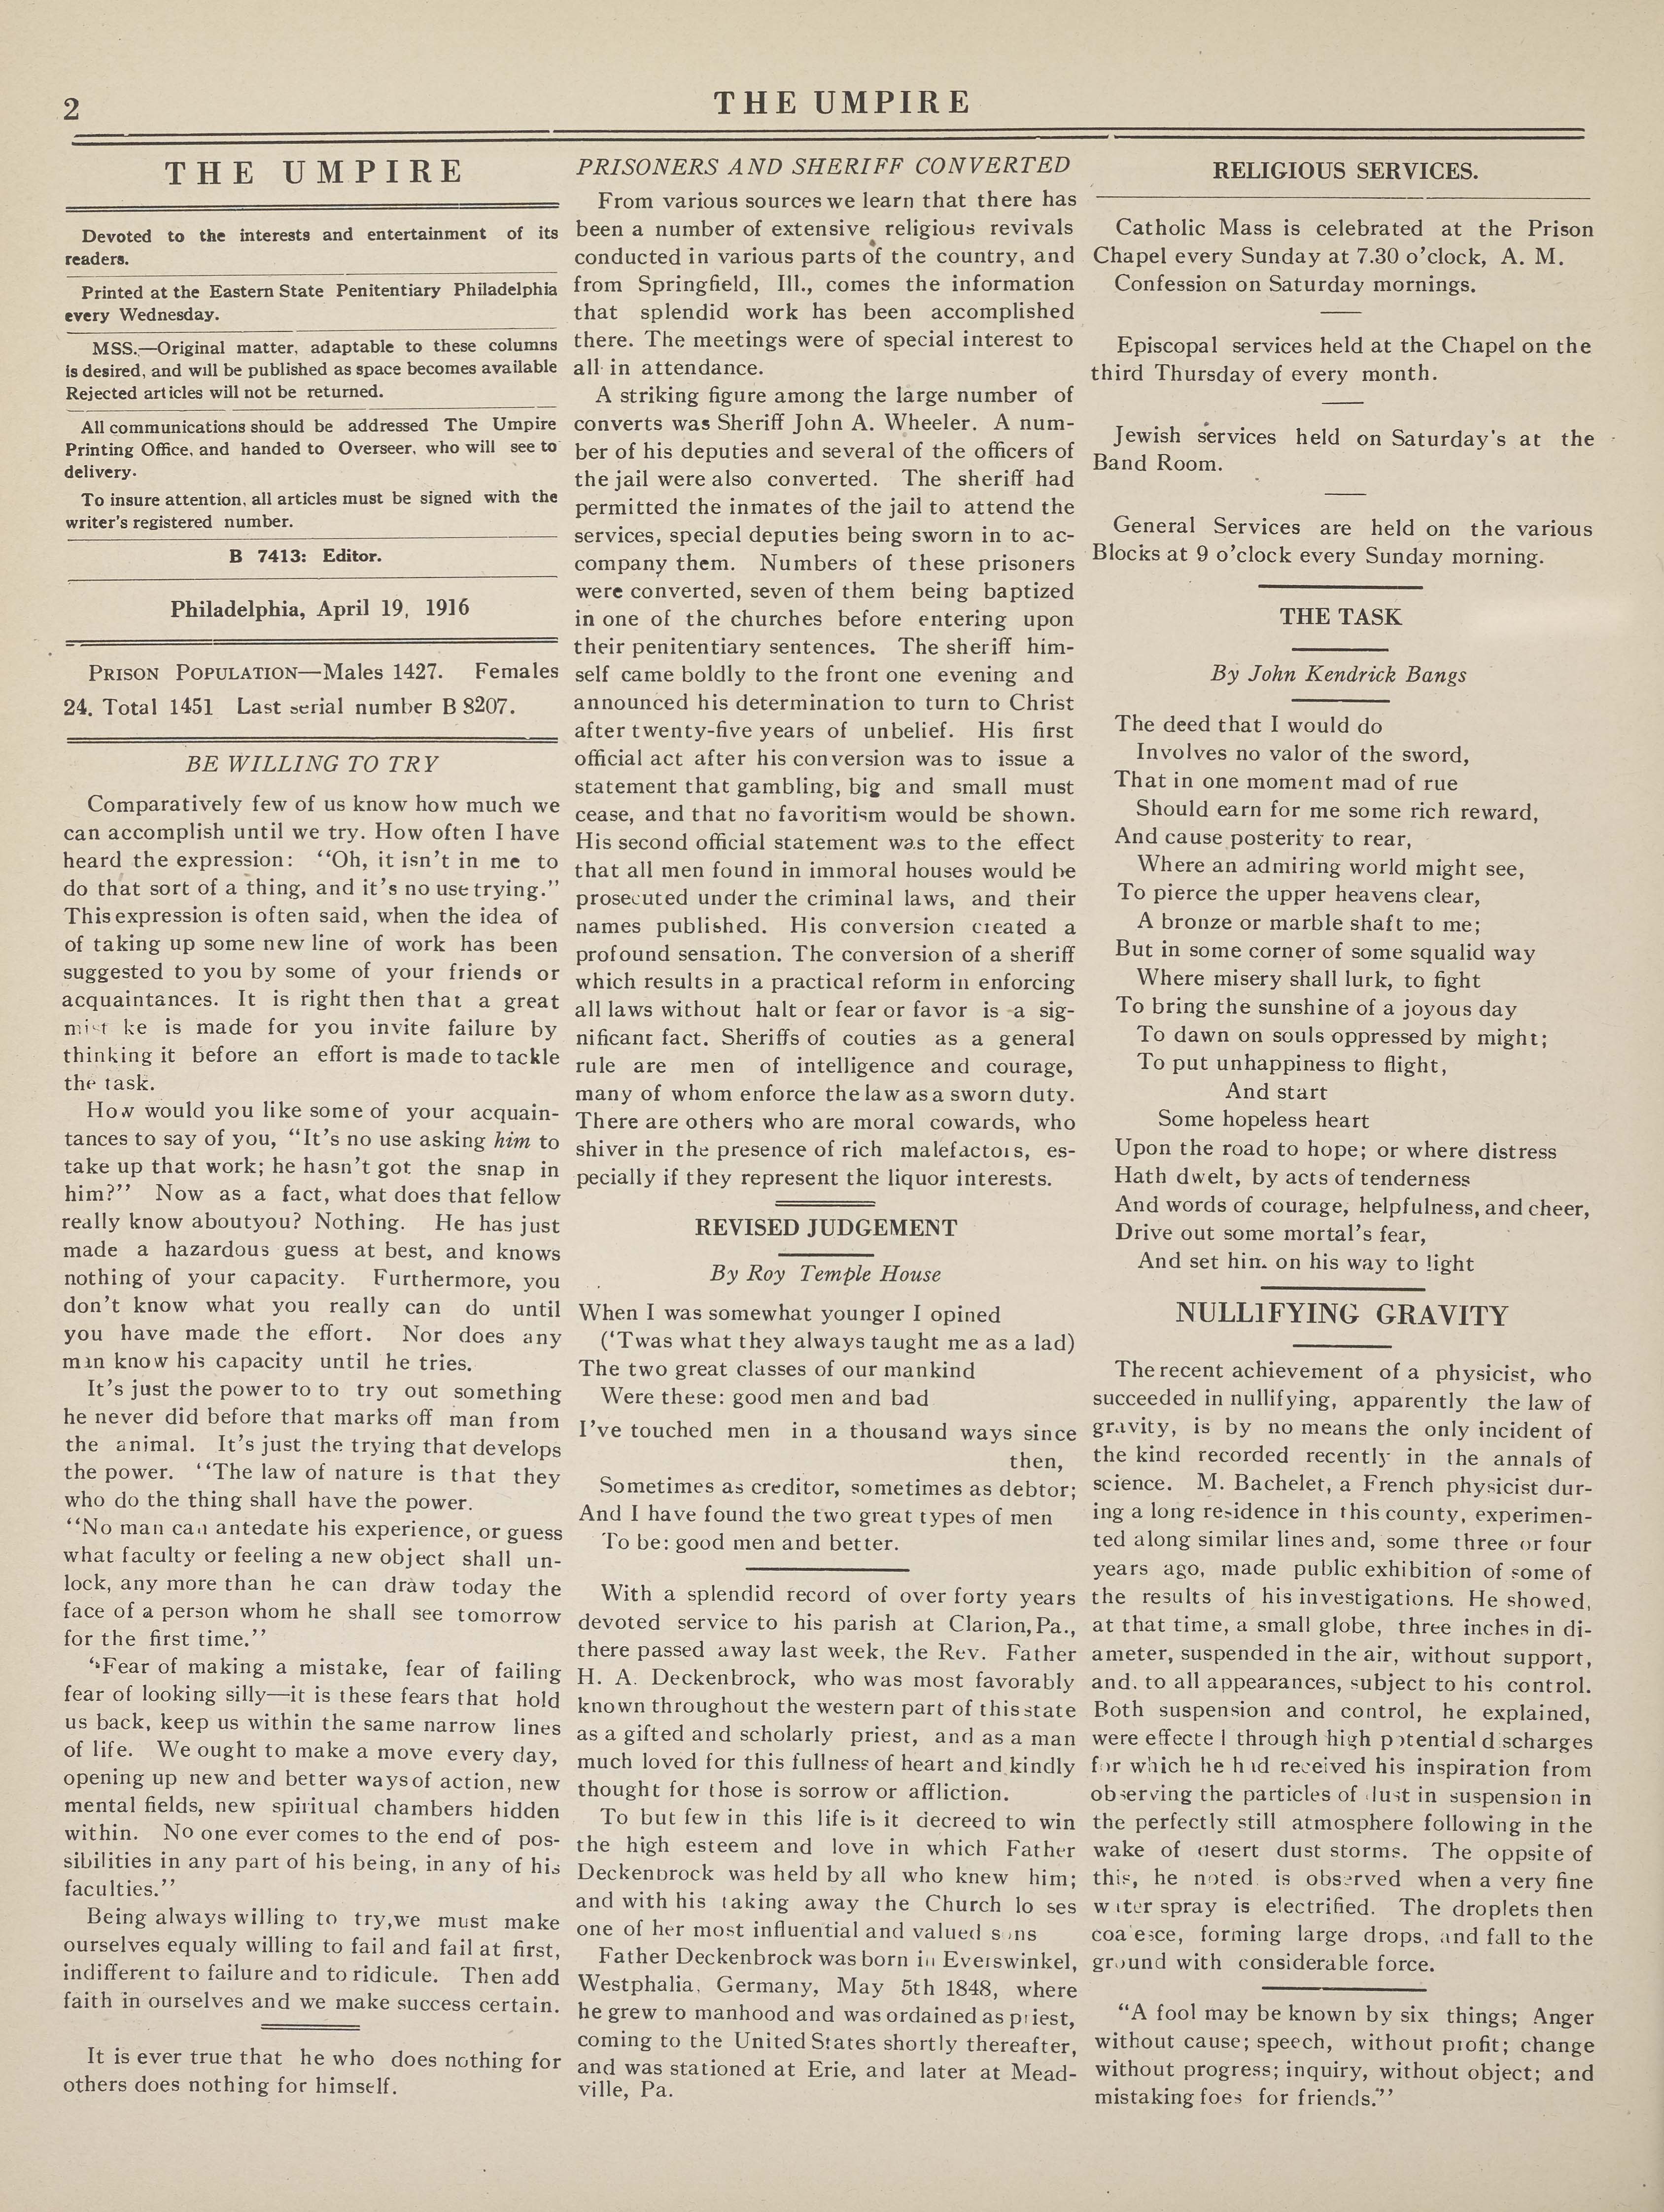 2
THE UMPIRE
THE UMPIRE
Devoted to the interests and entertainment of its
readers.
Printed at the Eastern State Penitentiary Philadelphia
every Wednesday.
MSS.—Original matter, adaptable to these columns
is desired, and will be published as space becomes available
Rejected articles will not be returned.
All communications should be addressed The Umpire
Printing Office, and handed to Overseer, who will see to
delivery.
To insure attention, all articles must be signed with the
writer's registered number.
B 7413: Editor.
Philadelphia, April 19, 1916
PRISON POPULATION—Males 1427. Females
24. Total 1451 Last serial number B 8207.
BE WILLING TO TRY
Comparatively few of us know how much we
can accomplish until we try. How often I have
heard the expression: "Oh, it isn't in me to
do that sort of a thing, and it's no use trying."
This expression is often said, when the idea of
of taking up some new line of work has been
suggested to you by some of your friends or
acquaintances. It is right then that a great
mist ke is made for you invite failure by
thinking it before an effort is made to tackle
the task.
How would you like some of your acquain-
tances to say of you, "It's no use asking him to
take up that work; he hasn't got the snap in
him?" Now as a fact, what does that fellow
really know aboutyou? Nothing. He has just
made a hazardous guess at best, and knows
nothing of your capacity. Furthermore, you
don't know what you really can do until
you have made the effort. Nor does any
man know his capacity until he tries.
It's just the power to to try out something
he never did before that marks off man from
the animal. It's just the trying that develops
the power. "The law of nature is that they
who do the thing shall have the power.
"No man can antedate his experience, or guess
what faculty or feeling a new object shall un-
lock, any more than he can draw today the
face of a person whom he shall see tomorrow
for the first time."
"Fear of making a mistake, fear of failing
fear of looking silly—it is these fears that hold
us back, keep us within the same narrow lines
of life. We ought to make a move every day,
opening up new and better ways of action, new
mental fields, new spiritual chambers hidden
within. No one ever comes to the end of pos-
sibilities in any part of his being, in any of his
faculties."
Being always willing to try,we must make
ourselves equaly willing to fail and fail at first,
indifferent to failure and to ridicule. Then add
faith in ourselves and we make success certain.
It is ever true that he who does nothing for
others does nothing for himself.
PRISONERS AND SHERIFF CONVERTED
From various sources we learn that there has
been a number of extensive religious revivals
conducted in various parts of the country, and
from Springfield, Ill., comes the information
that splendid work has been accomplished
there. The meetings were of special interest to
all in attendance.
A striking figure among the large number of
converts was Sheriff John A. Wheeler. A num-
ber of his deputies and several of the officers of
the jail were also converted. The sheriff had
permitted the inmates of the jail to attend the
services, special deputies being sworn in to ac-
company them. Numbers of these prisoners
were converted, seven of them being baptized
in one of the churches before entering upon
their penitentiary sentences. The sheriff him-
self came boldly to the front one evening and
announced his determination to turn to Christ
after twenty-five years of unbelief. His first
official act after his conversion was to issue a
statement that gambling, big and small must
cease, and that no favoritism would be shown.
His second official statement was to the effect
that all men found in immoral houses would be
prosecuted under the criminal laws, and their
names published. His conversion created a
profound sensation. The conversion of a sheriff
which results in a practical reform in enforcing
all laws without halt or fear or favor is a sig-
nificant fact. Sheriffs of couties as a general
rule are men of intelligence and courage,
many of whom enforce the law as a sworn duty.
There are others who are moral cowards, who
shiver in the presence of rich malefactors, es-
pecially if they represent the liquor interests.
REVISED JUDGEMENT
By Roy Temple House
When I was somewhat younger I opined
('Twas what they always taught me as a lad)
The two great classes of our mankind
Were these: good men and bad
I've touched men in a thousand ways since
then,
Sometimes as creditor, sometimes as debtor;
And I have found the two great types of men
To be: good men and better.
With a splendid record of over forty years
devoted service to his parish at Clarion, Pa.,
there passed away last week, the Rev. Father
H. A. Deckenbrock, who was most favorably
known throughout the western part of this state
as a gifted and scholarly priest, and as a man
much loved for this fullness of heart and kindly
thought for those is sorrow or affliction.
To but few in this life is it decreed to win
the high esteem and love in which Father
Deckenbrock was held by all who knew him;
and with his taking away the Church lo ses
one of her most influential and valued sons
Father Deckenbrock was born in Everswinkel,
Westphalia, Germany, May 5th 1848, where
he grew to manhood and was ordained as priest,
coming to the United States shortly thereafter,
and was stationed at Erie, and later at Mead-
ville, Pa.
RELIGIOUS SERVICES.
Catholic Mass is celebrated at the Prison
Chapel every Sunday at 7.30 o'clock, A. M.
Confession on Saturday mornings.
Episcopal services held at the Chapel on the
third Thursday of every month.
Jewish services held on Saturday's at the
Band Room.
General Services are held on the various
Blocks at 9 o'clock every Sunday morning.
THE TASK
By John Kendrick Bangs
The deed that I would do
Involves no valor of the sword,
That in one moment mad of rue
Should earn for me some rich reward,
And cause posterity to rear,
Where an admiring world might see,
To pierce the upper heavens clear,
A bronze or marble shaft to me;
But in some corner of some squalid way
Where misery shall lurk, to fight
To bring the sunshine of a joyous day
To dawn on souls oppressed by might;
To put unhappiness to flight,
And start
Some hopeless heart
Upon the road to hope; or where distress
Hath dwelt, by acts of tenderness
And words of courage, helpfulness, and cheer,
Drive out some mortal's fear,
And set him on his way to light
NULLIFYING GRAVITY
The recent achievement of a physicist, who
succeeded in nullifying, apparently the law of
gravity, is by no means the only incident of
the kind recorded recently in the annals of
science. M. Bachelet, a French physicist dur-
ing a long residence in this county, experimen-
ted along similar lines and, some three or four
years ago, made public exhibition of some of
the results of his investigations. He showed,
at that time, a small globe, three inches in di-
ameter, suspended in the air, without support,
and, to all appearances, subject to his control.
Both suspension and control, he explained,
were effected through high potential discharges
for which he had received his inspiration from
observing the particles of dust in suspension in
the perfectly still atmosphere following in the
wake of desert dust storms. The oppsite of
this, he noted is observed when a very fine
water spray is electrified. The droplets then
coalesce, forming large drops, and fall to the
ground with considerable force.
"A fool may be known by six things; Anger
without cause; speech, without profit; change
without progress; inquiry, without object; and
mistaking foes for friends."